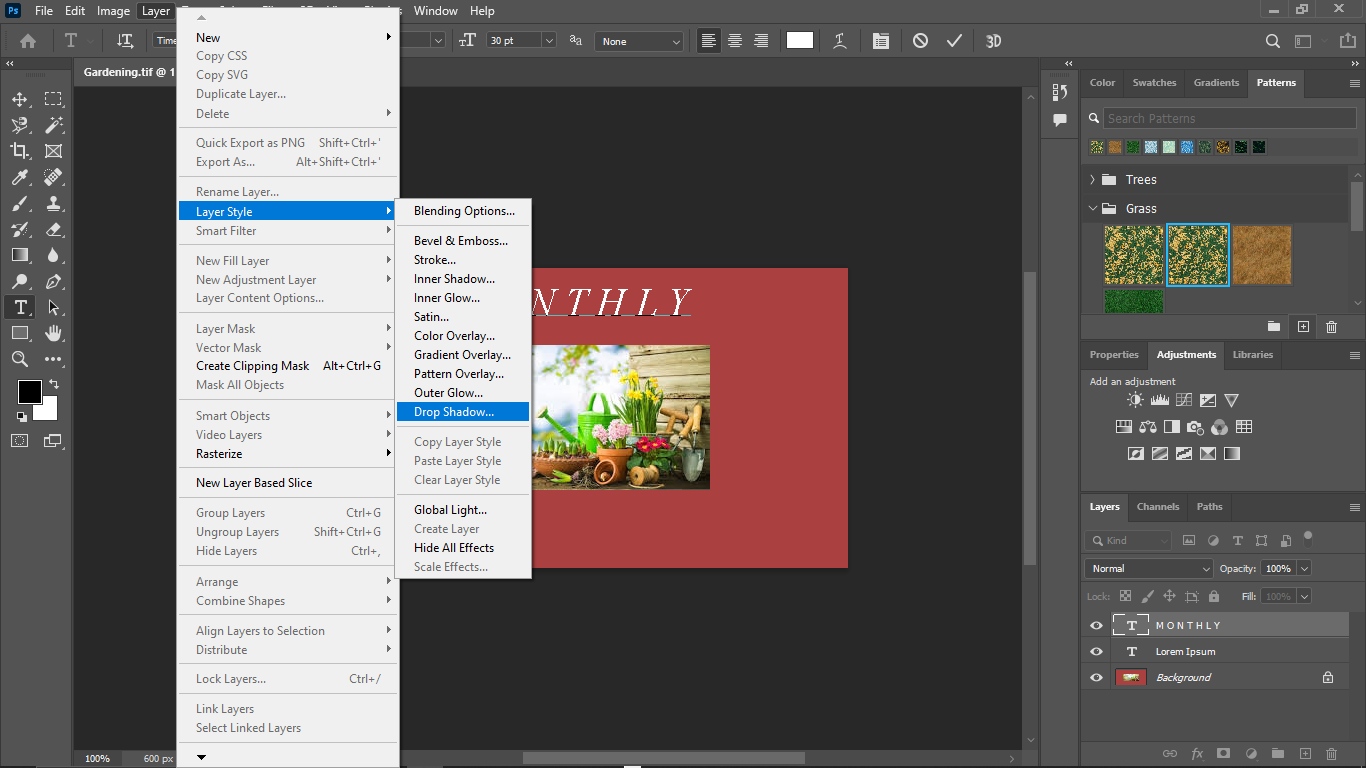 Ps File Edit Image Layer Window Help
Time 30 pt None 3D
Gardening.tif @ 1
New
Copy CSS
Copy SVG
Duplicate Layer...
Delete
Quick Export as PNG Shift+Ctrl+'
Export As... Alt+Shift+Ctrl+'
Rename Layer...
Layer Style
Smart Filter
New Fill Layer
New Adjustment Layer
Layer Content Options...
Layer Mask
Vector Mask
Create Clipping Mask Alt+Ctrl+G
Mask All Objects
Smart Objects
Video Layers
Rasterize
New Layer Based Slice
Group Layers Ctrl+G
Ungroup Layers Shift+Ctrl+G
Hide Layers Ctrl+,
Arrange
Combine Shapes
Align Layers to Selection
Distribute
Lock Layers... Ctrl+/
Link Layers
Select Linked Layers
Blending Options...
Bevel & Emboss...
Stroke...
Inner Shadow...
Inner Glow...
Satin...
Color Overlay...
Gradient Overlay...
Pattern Overlay...
Outer Glow...
Drop Shadow...
Copy Layer Style
Paste Layer Style
Clear Layer Style
Global Light...
Create Layer
Hide All Effects
Scale Effects...
NTHLY
Color Swatches Gradients Patterns
Search Patterns
Trees
Grass
Properties Adjustments Libraries
Add an adjustment
Layers Channels Paths
Kind
Normal Opacity: 100%
Lock: Fill: 100%
T M O N T H L Y
T Lorem Ipsum
Background
fx
100% 600 px